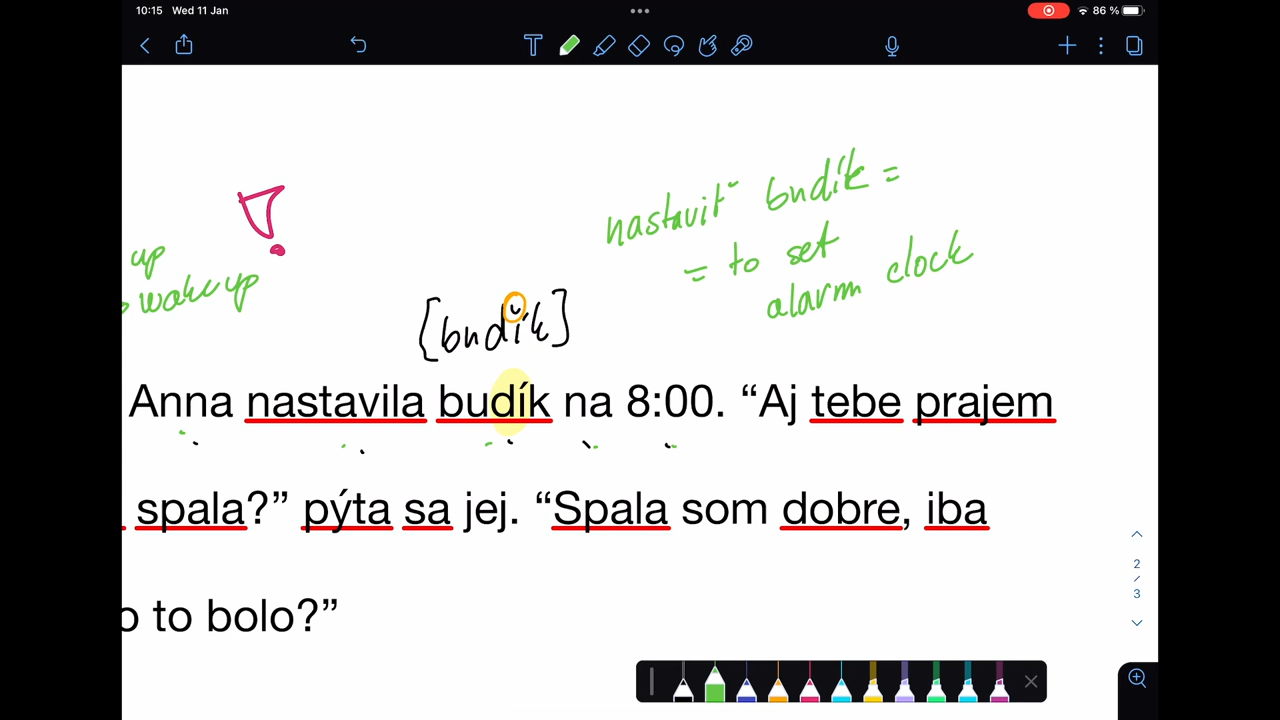 10:15 Wed 11 Jan
86 %
nastaviť budík =
= to set
alarm clock
up
wake up
[buďík]
Anna nastavila budík na 8:00. “Aj tebe prajem
spala?” pýta sa jej. “Spala som dobre, iba
o to bolo?”
2
/
3